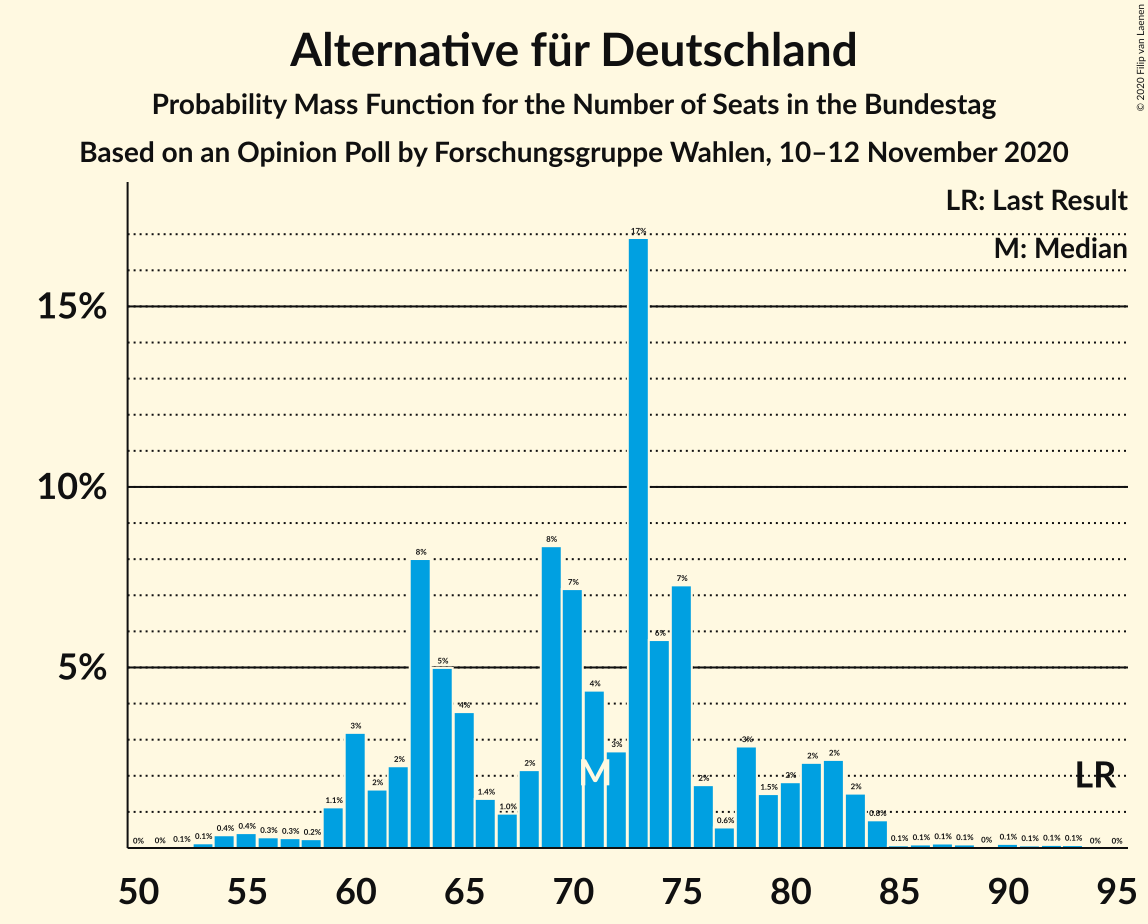 Alternative für Deutschland
Probability Mass Function for the Number of Seats in the Bundestag
Based on an Opinion Poll by Forschungsgruppe Wahlen, 10–12 November 2020
© 2020 Filip van Laenen
LR: Last Result
M: Median
15%
10%
5%
0% 0% 0.1% 0.1% 0.4% 0.4% 0.3% 0.3% 0.2% 1.1% 3% 2% 2% 8% 5% 4% 1.4% 1.0% 2% 8% 7% 4% 3% 17% 6% 7% 2% 0.6% 3% 1.5% 2% 2% 2% 2% 0.8% 0.1% 0.1% 0.1% 0.1% 0% 0.1% 0.1% 0.1% 0.1% 0% 0%
M
LR
50 55 60 65 70 75 80 85 90 95